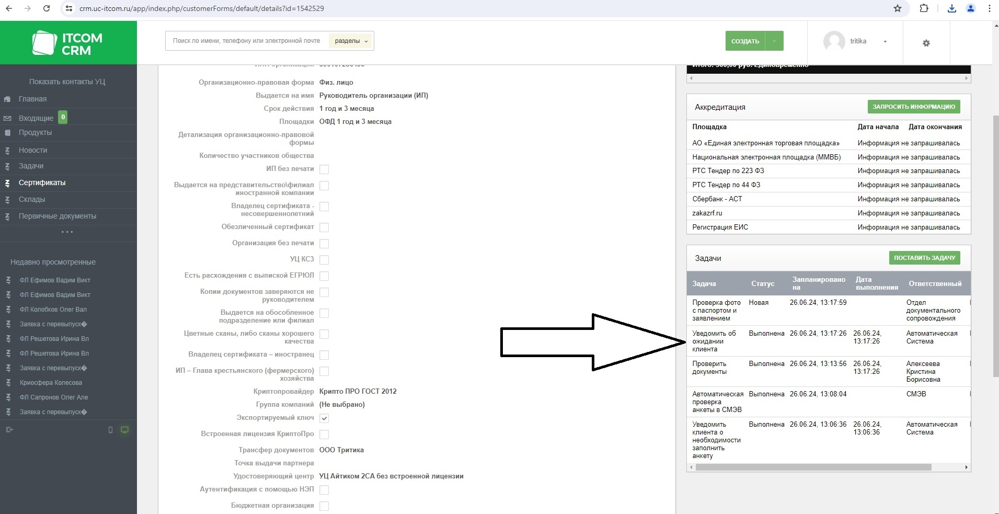 crm.uc-itcom.ru/app/index.php/customerForms/default/details?id=1542529
ITCOM
CRM
Поиск по имени, телефону или электронной почте
разделы
СОЗДАТЬ
tritika
Показать контакты УЦ
Главная
Входящие 0
Продукты
Новости
Задачи
Сертификаты
Склады
Первичные документы
...
Недавно просмотренные
ФЛ Ефимов Вадим Викт
ФЛ Ефимов Вадим Викт
ФЛ Колобков Олег Вал
Заявка с перевыпуск�
ФЛ Решетова Ирина Вл
ФЛ Решетова Ирина Вл
Заявка с перевыпуск�
Криосфера Колесова
ФЛ Сапронов Олег Але
Заявка с перевыпуск�
Организационно-правовая форма Физ. лицо
Выдается на имя Руководитель организации (ИП)
Срок действия 1 год и 3 месяца
Площадки ОФД 1 год и 3 месяца
Детализация организационно-правовой
формы
Количество участников общества
ИП без печати
Выдается на представительство\филиал
иностранной компании
Владелец сертификата -
несовершеннолетний
Обезличенный сертификат
Организация без печати
УЦ КС3
Есть расхождения с выпиской ЕГРЮЛ
Копии документов заверяются не
руководителем
Выдается на обособленное
подразделение или филиал
Цветные сканы, либо сканы хорошего
качества
Владелец сертификата – иностранец
ИП – Глава крестьянского (фермерского)
хозяйства
Криптопровайдер Крипто ПРО ГОСТ 2012
Группа компаний (Не выбрано)
Экспортируемый ключ
Встроенная лицензия КриптоПро
Трансфер документов ООО Тритика
Точка выдачи партнера
Удостоверяющий центр УЦ Айтиком 2СА без встроенной лицензии
Аутентификация с помощью НЭП
Бюджетная организация
Аккредитация ЗАПРОСИТЬ ИНФОРМАЦИЮ
Площадка Дата начала Дата окончания
АО «Единая электронная торговая площадка» Информация не запрашивалась
Национальная электронная площадка (ММВБ) Информация не запрашивалась
РТС Тендер по 223 ФЗ Информация не запрашивалась
РТС Тендер по 44 ФЗ Информация не запрашивалась
Сбербанк - АСТ Информация не запрашивалась
zakazrf.ru Информация не запрашивалась
Регистрация ЕИС Информация не запрашивалась
Задачи ПОСТАВИТЬ ЗАДАЧУ
Задача Статус Запланировано на Дата выполнения Ответственный
Проверка фото Новая 26.06.24, 13:17:59 Отдел
с паспортом и документального
заявлением сопровождения
Уведомить об Выполнена 26.06.24, 13:17:26 26.06.24, Автоматическая
ожидании 13:17:26 Система
клиента
Проверить Выполнена 26.06.24, 13:13:56 26.06.24, Алексеева
документы 13:17:26 Кристина
Борисовна
Автоматическая Выполнена 26.06.24, 13:08:04 СМЭВ
проверка
анкеты в СМЭВ
Уведомить Выполнена 26.06.24, 13:06:36 26.06.24, Автоматическая
клиента о 13:06:36 Система
необходимости
заполнить
анкету